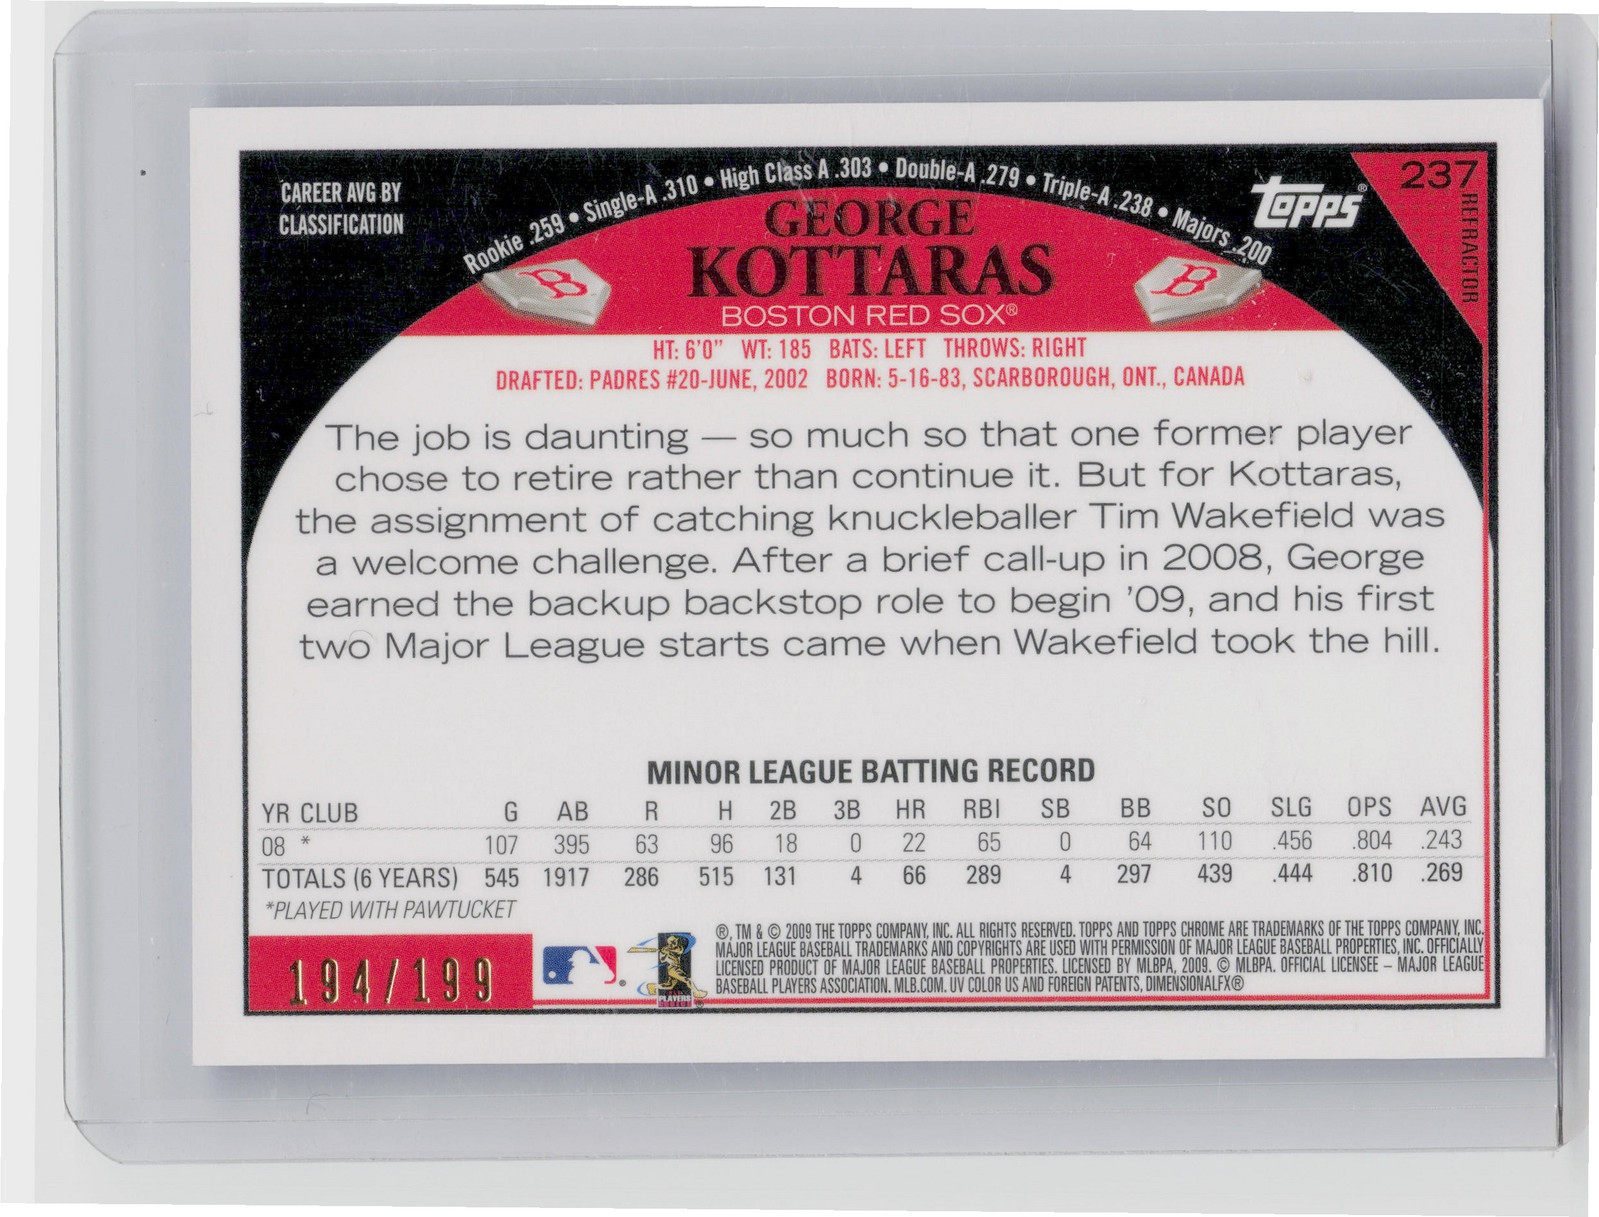 CAREER AVG BY
CLASSIFICATION
Rookie .259 • Single-A .310 • High Class A .303 • Double-A .279 • Triple-A .238 • Majors .200
topps®
237
REFRACTOR
GEORGE
KOTTARAS
BOSTON RED SOX®
B
B
HT: 6'0" WT: 185 BATS: LEFT THROWS: RIGHT
DRAFTED: PADRES #20-JUNE, 2002 BORN: 5-16-83, SCARBOROUGH, ONT., CANADA
The job is daunting — so much so that one former player
chose to retire rather than continue it. But for Kottaras,
the assignment of catching knuckleballer Tim Wakefield was
a welcome challenge. After a brief call-up in 2008, George
earned the backup backstop role to begin '09, and his first
two Major League starts came when Wakefield took the hill.
MINOR LEAGUE BATTING RECORD
YR CLUB G AB R H 2B 3B HR RBI SB BB SO SLG OPS AVG
08 * 107 395 63 96 18 0 22 65 0 64 110 .456 .804 .243
TOTALS (6 YEARS) 545 1917 286 515 131 4 66 289 4 297 439 .444 .810 .269
*PLAYED WITH PAWTUCKET
194/199
PLAYERS
®, TM & © 2009 THE TOPPS COMPANY, INC. ALL RIGHTS RESERVED. TOPPS AND TOPPS CHROME ARE TRADEMARKS OF THE TOPPS COMPANY, INC.
MAJOR LEAGUE BASEBALL TRADEMARKS AND COPYRIGHTS ARE USED WITH PERMISSION OF MAJOR LEAGUE BASEBALL PROPERTIES, INC. OFFICIALLY
LICENSED PRODUCT OF MAJOR LEAGUE BASEBALL PROPERTIES. LICENSED BY MLBPA, 2009. © MLBPA. OFFICIAL LICENSEE – MAJOR LEAGUE
BASEBALL PLAYERS ASSOCIATION. MLB.COM. UV COLOR US AND FOREIGN PATENTS, DIMENSIONALFX®